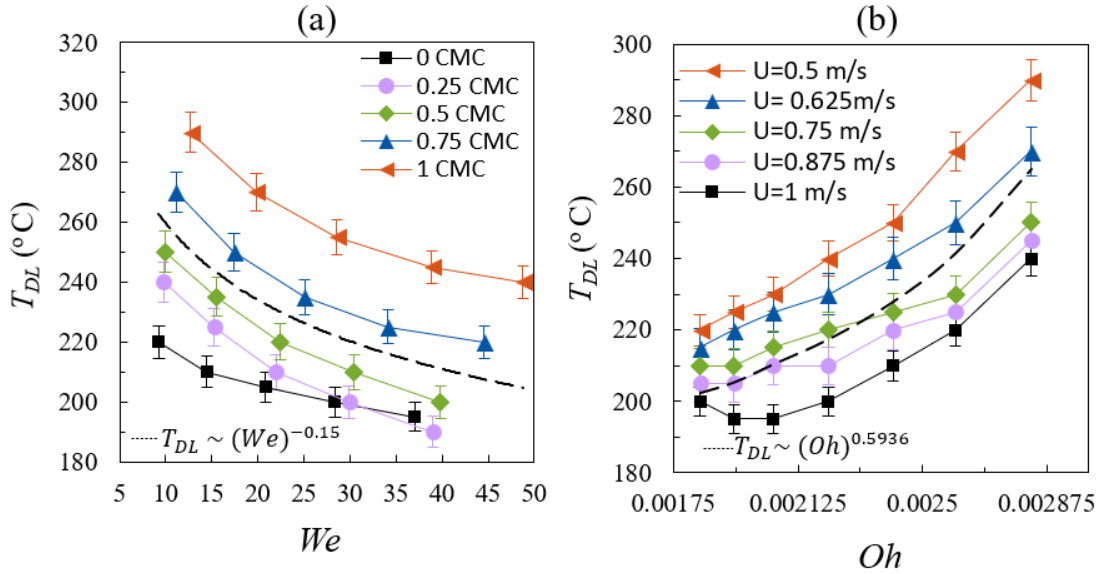 (a)
320
300
280
260
240
220
200
180
T_DL (º C)
0 CMC
0.25 CMC
0.5 CMC
0.75 CMC
1 CMC
T_DL ~ (We)^−0.15
5 10 15 20 25 30 35 40 45 50
We
(b)
300
280
260
240
220
200
180
T_DL (º C)
U=0.5 m/s
U= 0.625m/s
U=0.75 m/s
U=0.875 m/s
U=1 m/s
T_DL ~ (Oh)^0.5936
0.00175 0.002125 0.0025 0.002875
Oh